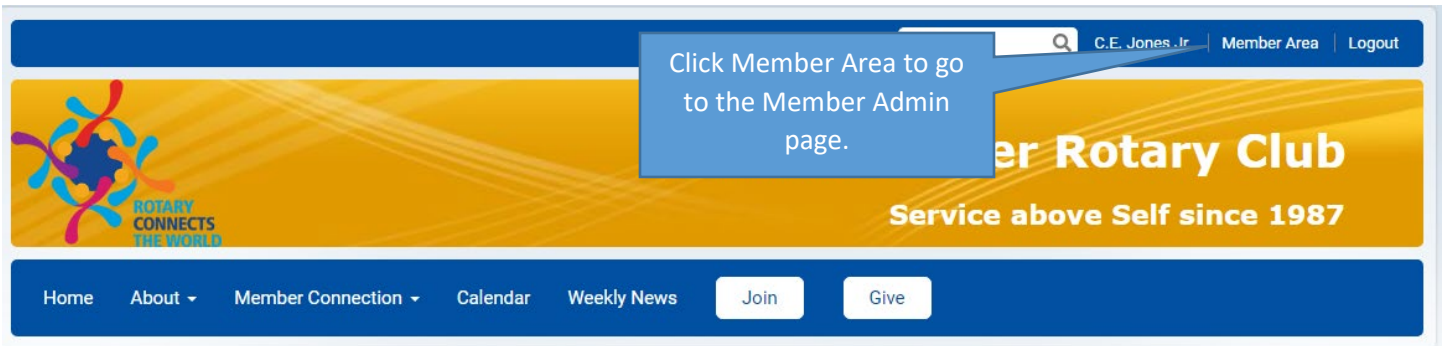 C.E. Jones Jr
Member Area
Logout
Click Member Area to go
to the Member Admin
page.
ROTARY
CONNECTS
THE WORLD
Rotary Club
Service above Self since 1987
Home
About
Member Connection
Calendar
Weekly News
Join
Give